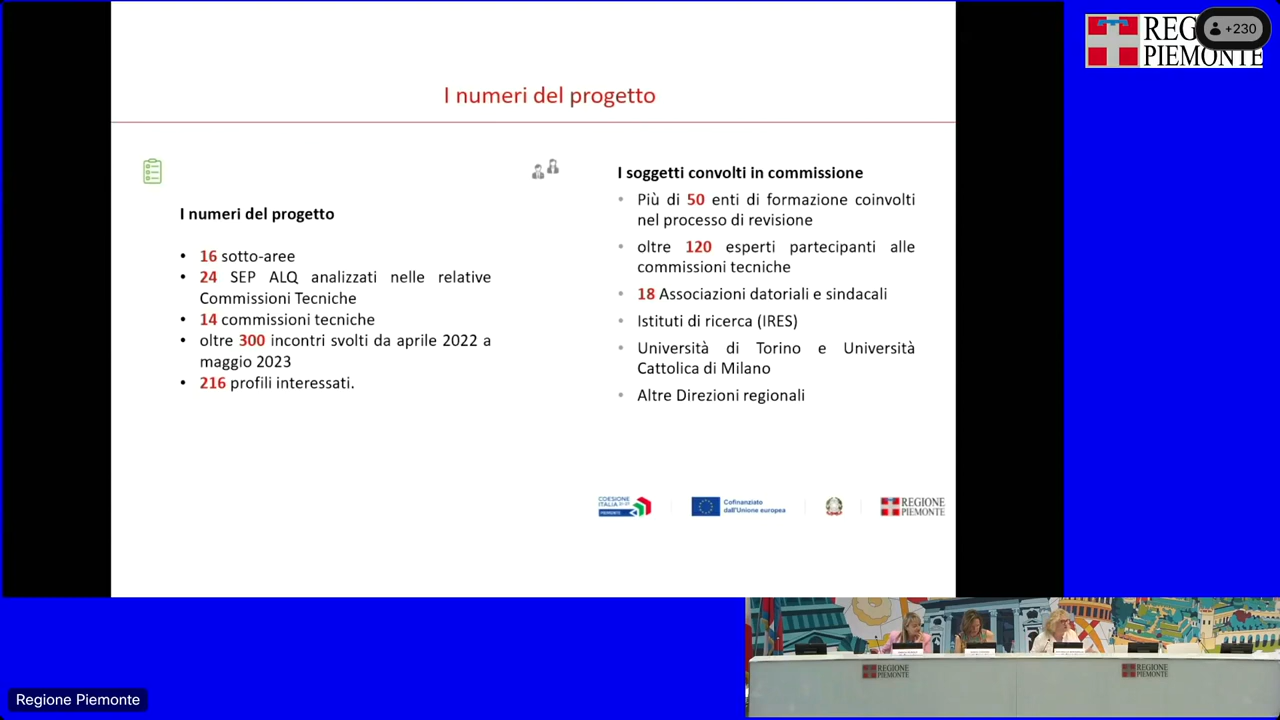 I numeri del progetto
I numeri del progetto
• 16 sotto-aree
• 24 SEP ALQ analizzati nelle relative
Commissioni Tecniche
• 14 commissioni tecniche
• oltre 300 incontri svolti da aprile 2022 a
maggio 2023
• 216 profili interessati.
I soggetti convolti in commissione
• Più di 50 enti di formazione coinvolti
nel processo di revisione
• oltre 120 esperti partecipanti alle
commissioni tecniche
• 18 Associazioni datoriali e sindacali
• Istituti di ricerca (IRES)
• Università di Torino e Università
Cattolica di Milano
• Altre Direzioni regionali
COESIONE
ITALIA
PIEMONTE
Cofinanziato
dall'Unione europea
REGIONE
PIEMONTE
+230
PIEMONTE
REGIONE
PIEMONTE
REGIONE
PIEMONTE
Regione Piemonte